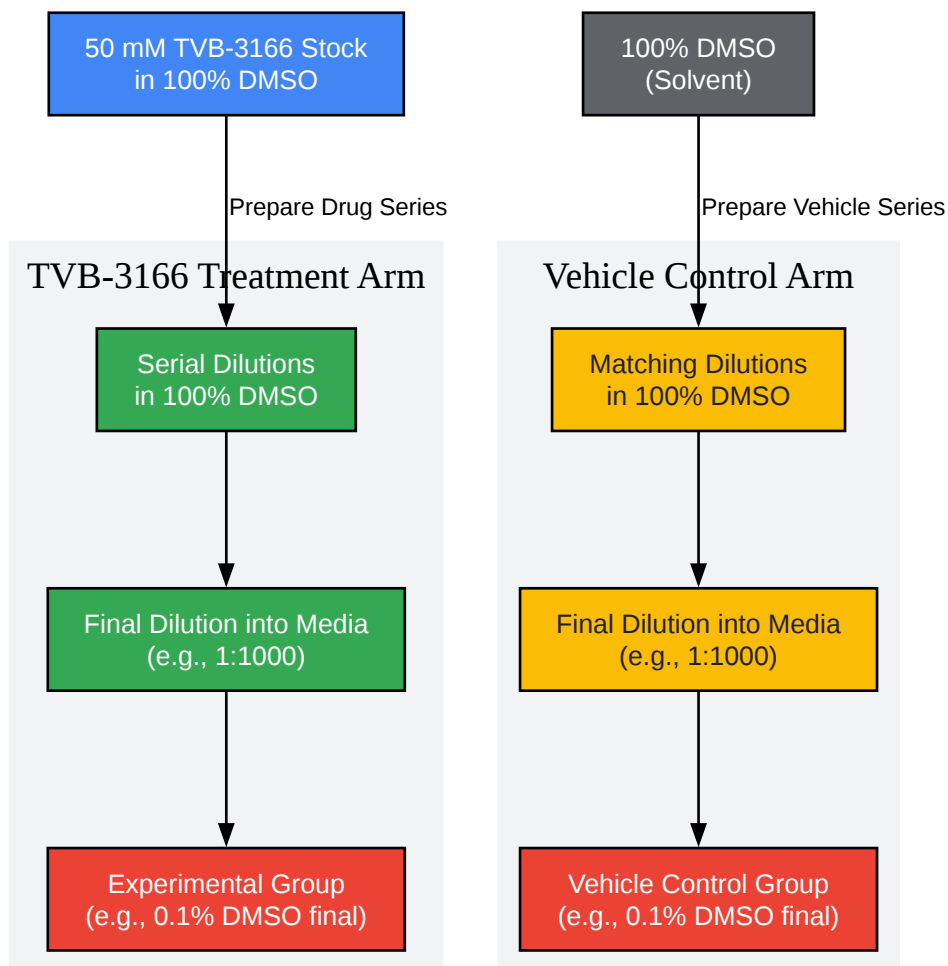 50 mM TVB-3166 Stock
in 100% DMSO
100% DMSO
(Solvent)
Prepare Drug Series
Prepare Vehicle Series
TVB-3166 Treatment Arm
Vehicle Control Arm
Serial Dilutions
in 100% DMSO
Matching Dilutions
in 100% DMSO
Final Dilution into Media
(e.g., 1:1000)
Final Dilution into Media
(e.g., 1:1000)
Experimental Group
(e.g., 0.1% DMSO final)
Vehicle Control Group
(e.g., 0.1% DMSO final)